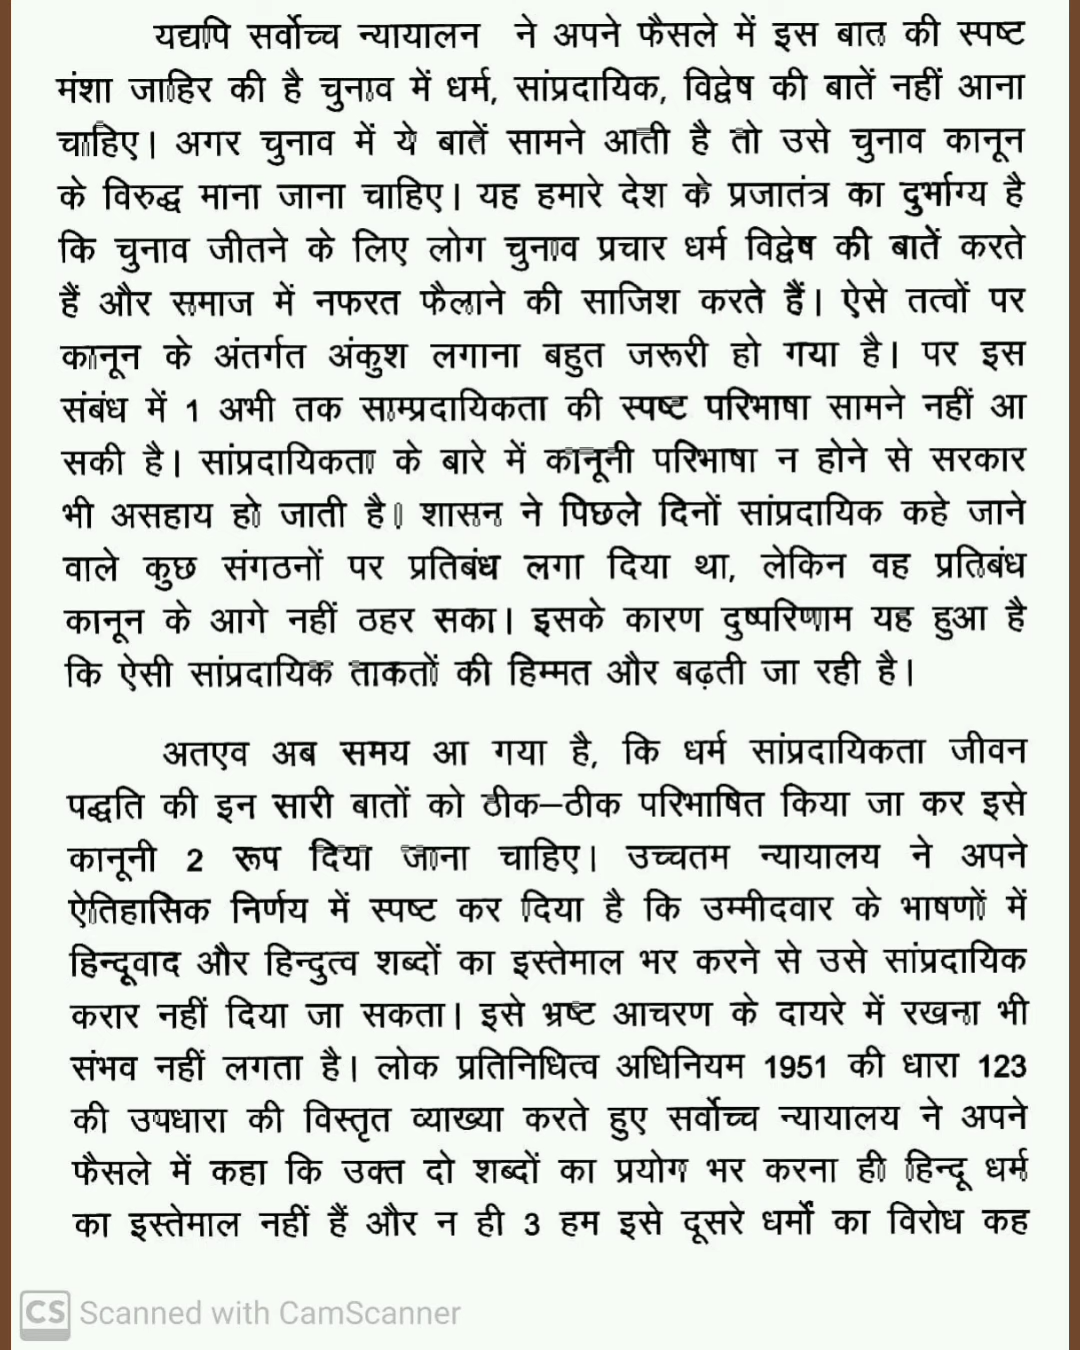 यद्यपि सर्वोच्च न्यायालन ने अपने फैसले में इस बात की स्पष्ट
मंशा जाहिर की है चुनाव में धर्म, सांप्रदायिक, विद्वेष की बातें नहीं आना
चाहिए। अगर चुनाव में ये बातें सामने आती है तो उसे चुनाव कानून
के विरुद्ध माना जाना चाहिए। यह हमारे देश के प्रजातंत्र का दुर्भाग्य है
कि चुनाव जीतने के लिए लोग चुनाव प्रचार धर्म विद्वेष की बातें करते
हैं और समाज में नफरत फैलाने की साजिश करते हैं। ऐसे तत्वों पर
कानून के अंतर्गत अंकुश लगाना बहुत जरूरी हो गया है। पर इस
संबंध में 1 अभी तक साम्प्रदायिकता की स्पष्ट परिभाषा सामने नहीं आ
सकी है। सांप्रदायिकता के बारे में कानूनी परिभाषा न होने से सरकार
भी असहाय हो जाती है। शासन ने पिछले दिनों सांप्रदायिक कहे जाने
वाले कुछ संगठनों पर प्रतिबंध लगा दिया था, लेकिन वह प्रतिबंध
कानून के आगे नहीं ठहर सका। इसके कारण दुष्परिणाम यह हुआ है
कि ऐसी सांप्रदायिक ताकतों की हिम्मत और बढ़ती जा रही है।
अतएव अब समय आ गया है, कि धर्म सांप्रदायिकता जीवन
पद्धति की इन सारी बातों को ठीक–ठीक परिभाषित किया जा कर इसे
कानूनी 2 रूप दिया जाना चाहिए। उच्चतम न्यायालय ने अपने
ऐतिहासिक निर्णय में स्पष्ट कर दिया है कि उम्मीदवार के भाषणों में
हिन्दूवाद और हिन्दुत्व शब्दों का इस्तेमाल भर करने से उसे सांप्रदायिक
करार नहीं दिया जा सकता। इसे भ्रष्ट आचरण के दायरे में रखना भी
संभव नहीं लगता है। लोक प्रतिनिधित्व अधिनियम 1951 की धारा 123
की उपधारा की विस्तृत व्याख्या करते हुए सर्वोच्च न्यायालय ने अपने
फैसले में कहा कि उक्त दो शब्दों का प्रयोग भर करना ही हिन्दू धर्म
का इस्तेमाल नहीं हैं और न ही 3 हम इसे दूसरे धर्मों का विरोध कह
CS Scanned with CamScanner